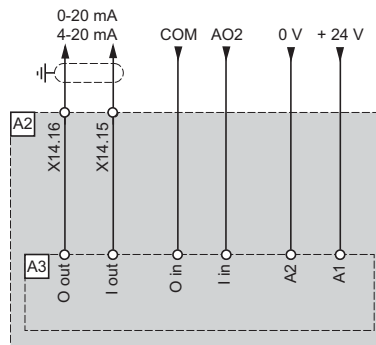 0-20 mA
4-20 mA
COM
AO2
0 V
+ 24 V
A2
X14.16
X14.15
A3
O out
I out
O in
I in
A2
A1